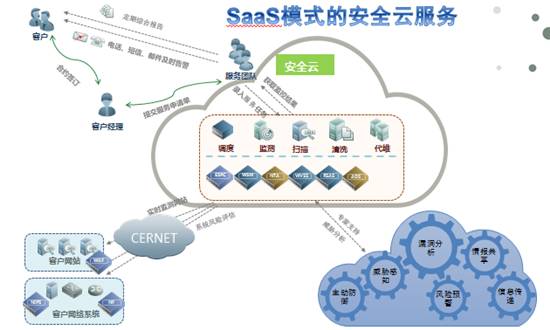 SaaS模式的安全云服务
定期综合报告
客户
电话、短信、邮件及时告警
服务团队
安全云
合约签订
获取监控结果
录入服务任务
客户经理
提交服务申请单
调度
监测
扫描
清洗
代维
ESPC
WSM
NTA
WVSS
RSAS
ADS
实时监测网站
系统风险评估
CERNET
专家支持
威胁分析
客户网站
WAF
客户网络系统
NIPS
NF
漏洞分析
情报共享
威胁感知
主动防御
风险预警
信息传递